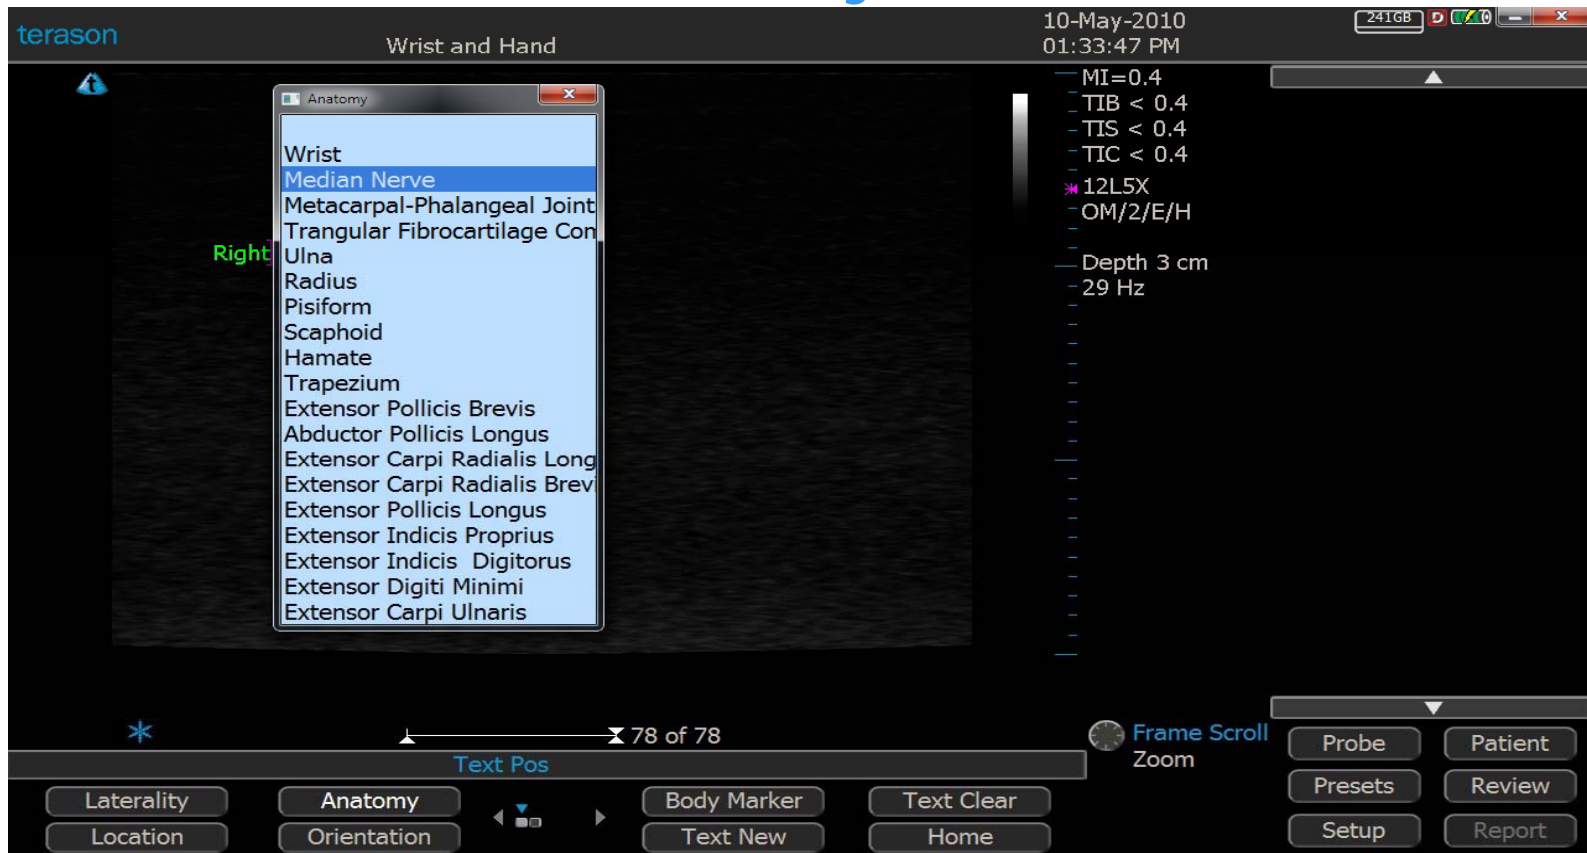 terason
Wrist and Hand
10-May-2010
01:33:47 PM
241GB
D
MI=0.4
TIB < 0.4
TIS < 0.4
TIC < 0.4
12L5X
OM/2/E/H
Depth 3 cm
29 Hz
Anatomy
Wrist
Median Nerve
Metacarpal-Phalangeal Joint
Trangular Fibrocartilage Con
Right
Ulna
Radius
Pisiform
Scaphoid
Hamate
Trapezium
Extensor Pollicis Brevis
Abductor Pollicis Longus
Extensor Carpi Radialis Long
Extensor Carpi Radialis Brevi
Extensor Pollicis Longus
Extensor Indicis Proprius
Extensor Indicis  Digitorus
Extensor Digiti Minimi
Extensor Carpi Ulnaris
78 of 78
Frame Scroll
Zoom
Text Pos
Laterality
Anatomy
Body Marker
Text Clear
Location
Orientation
Text New
Home
Probe
Patient
Presets
Review
Setup
Report